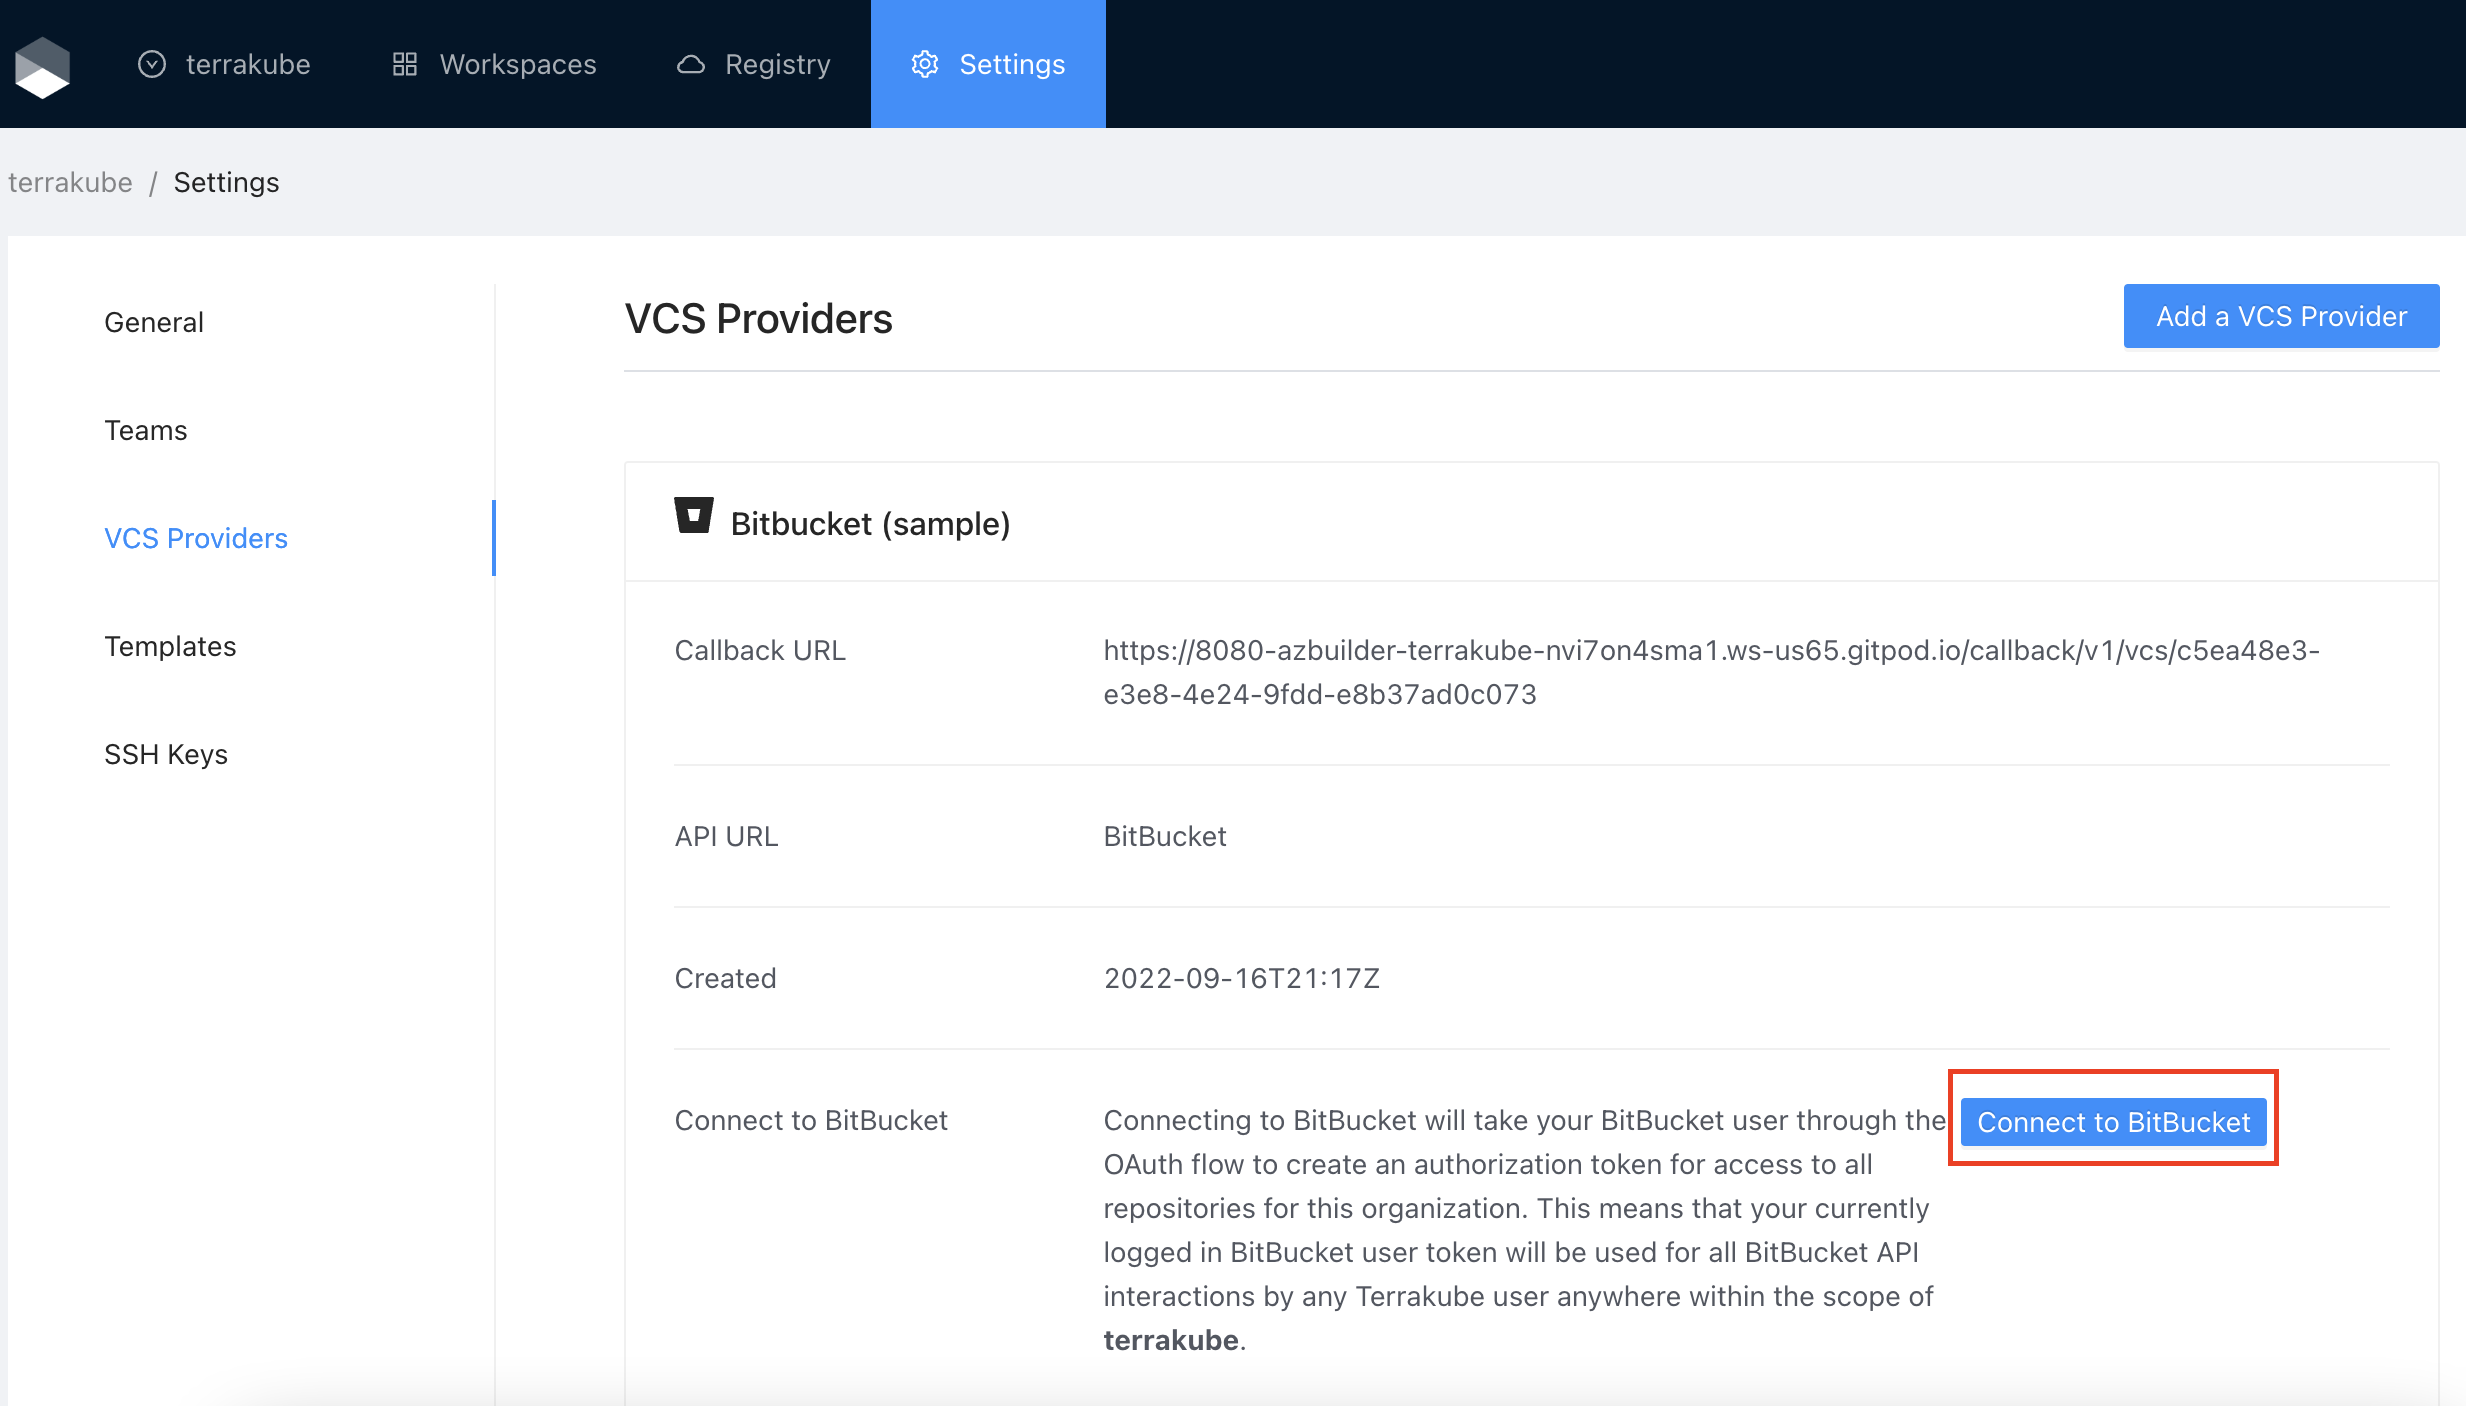 terrakube
Workspaces
Registry
Settings
terrakube / Settings
General
Teams
VCS Providers
Templates
SSH Keys
VCS Providers
Add a VCS Provider
Bitbucket (sample)
Callback URL
https://8080-azbuilder-terrakube-nvi7on4sma1.ws-us65.gitpod.io/callback/v1/vcs/c5ea48e3-
e3e8-4e24-9fdd-e8b37ad0c073
API URL
BitBucket
Created
2022-09-16T21:17Z
Connect to BitBucket
Connecting to BitBucket will take your BitBucket user through the
OAuth flow to create an authorization token for access to all
repositories for this organization. This means that your currently
logged in BitBucket user token will be used for all BitBucket API
interactions by any Terrakube user anywhere within the scope of
terrakube.
Connect to BitBucket